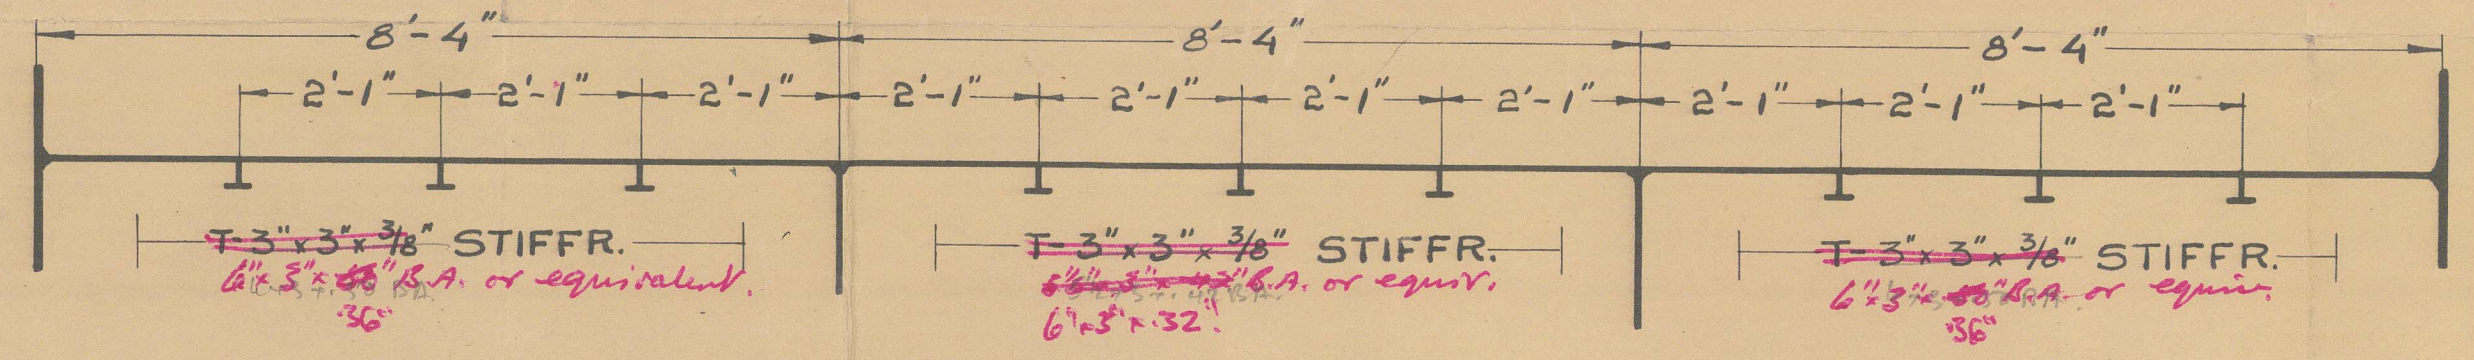 8'-4" 8'-4" 8'-4"
2'-1" 2'-1" 2'-1" 2'-1" 2'-1" 2'-1" 2'-1" 2'-1" 2'-1" 2'-1"
T-3"x3"x3/8" STIFFR. T-3"x3"x3/8" STIFFR. T-3"x3"x3/8" STIFFR.
6"x3"x B.A. or equivalent. B.A. or equiv. 6"x3"x B.A. or equiv.
.36" 6"x3"x.32" .36"